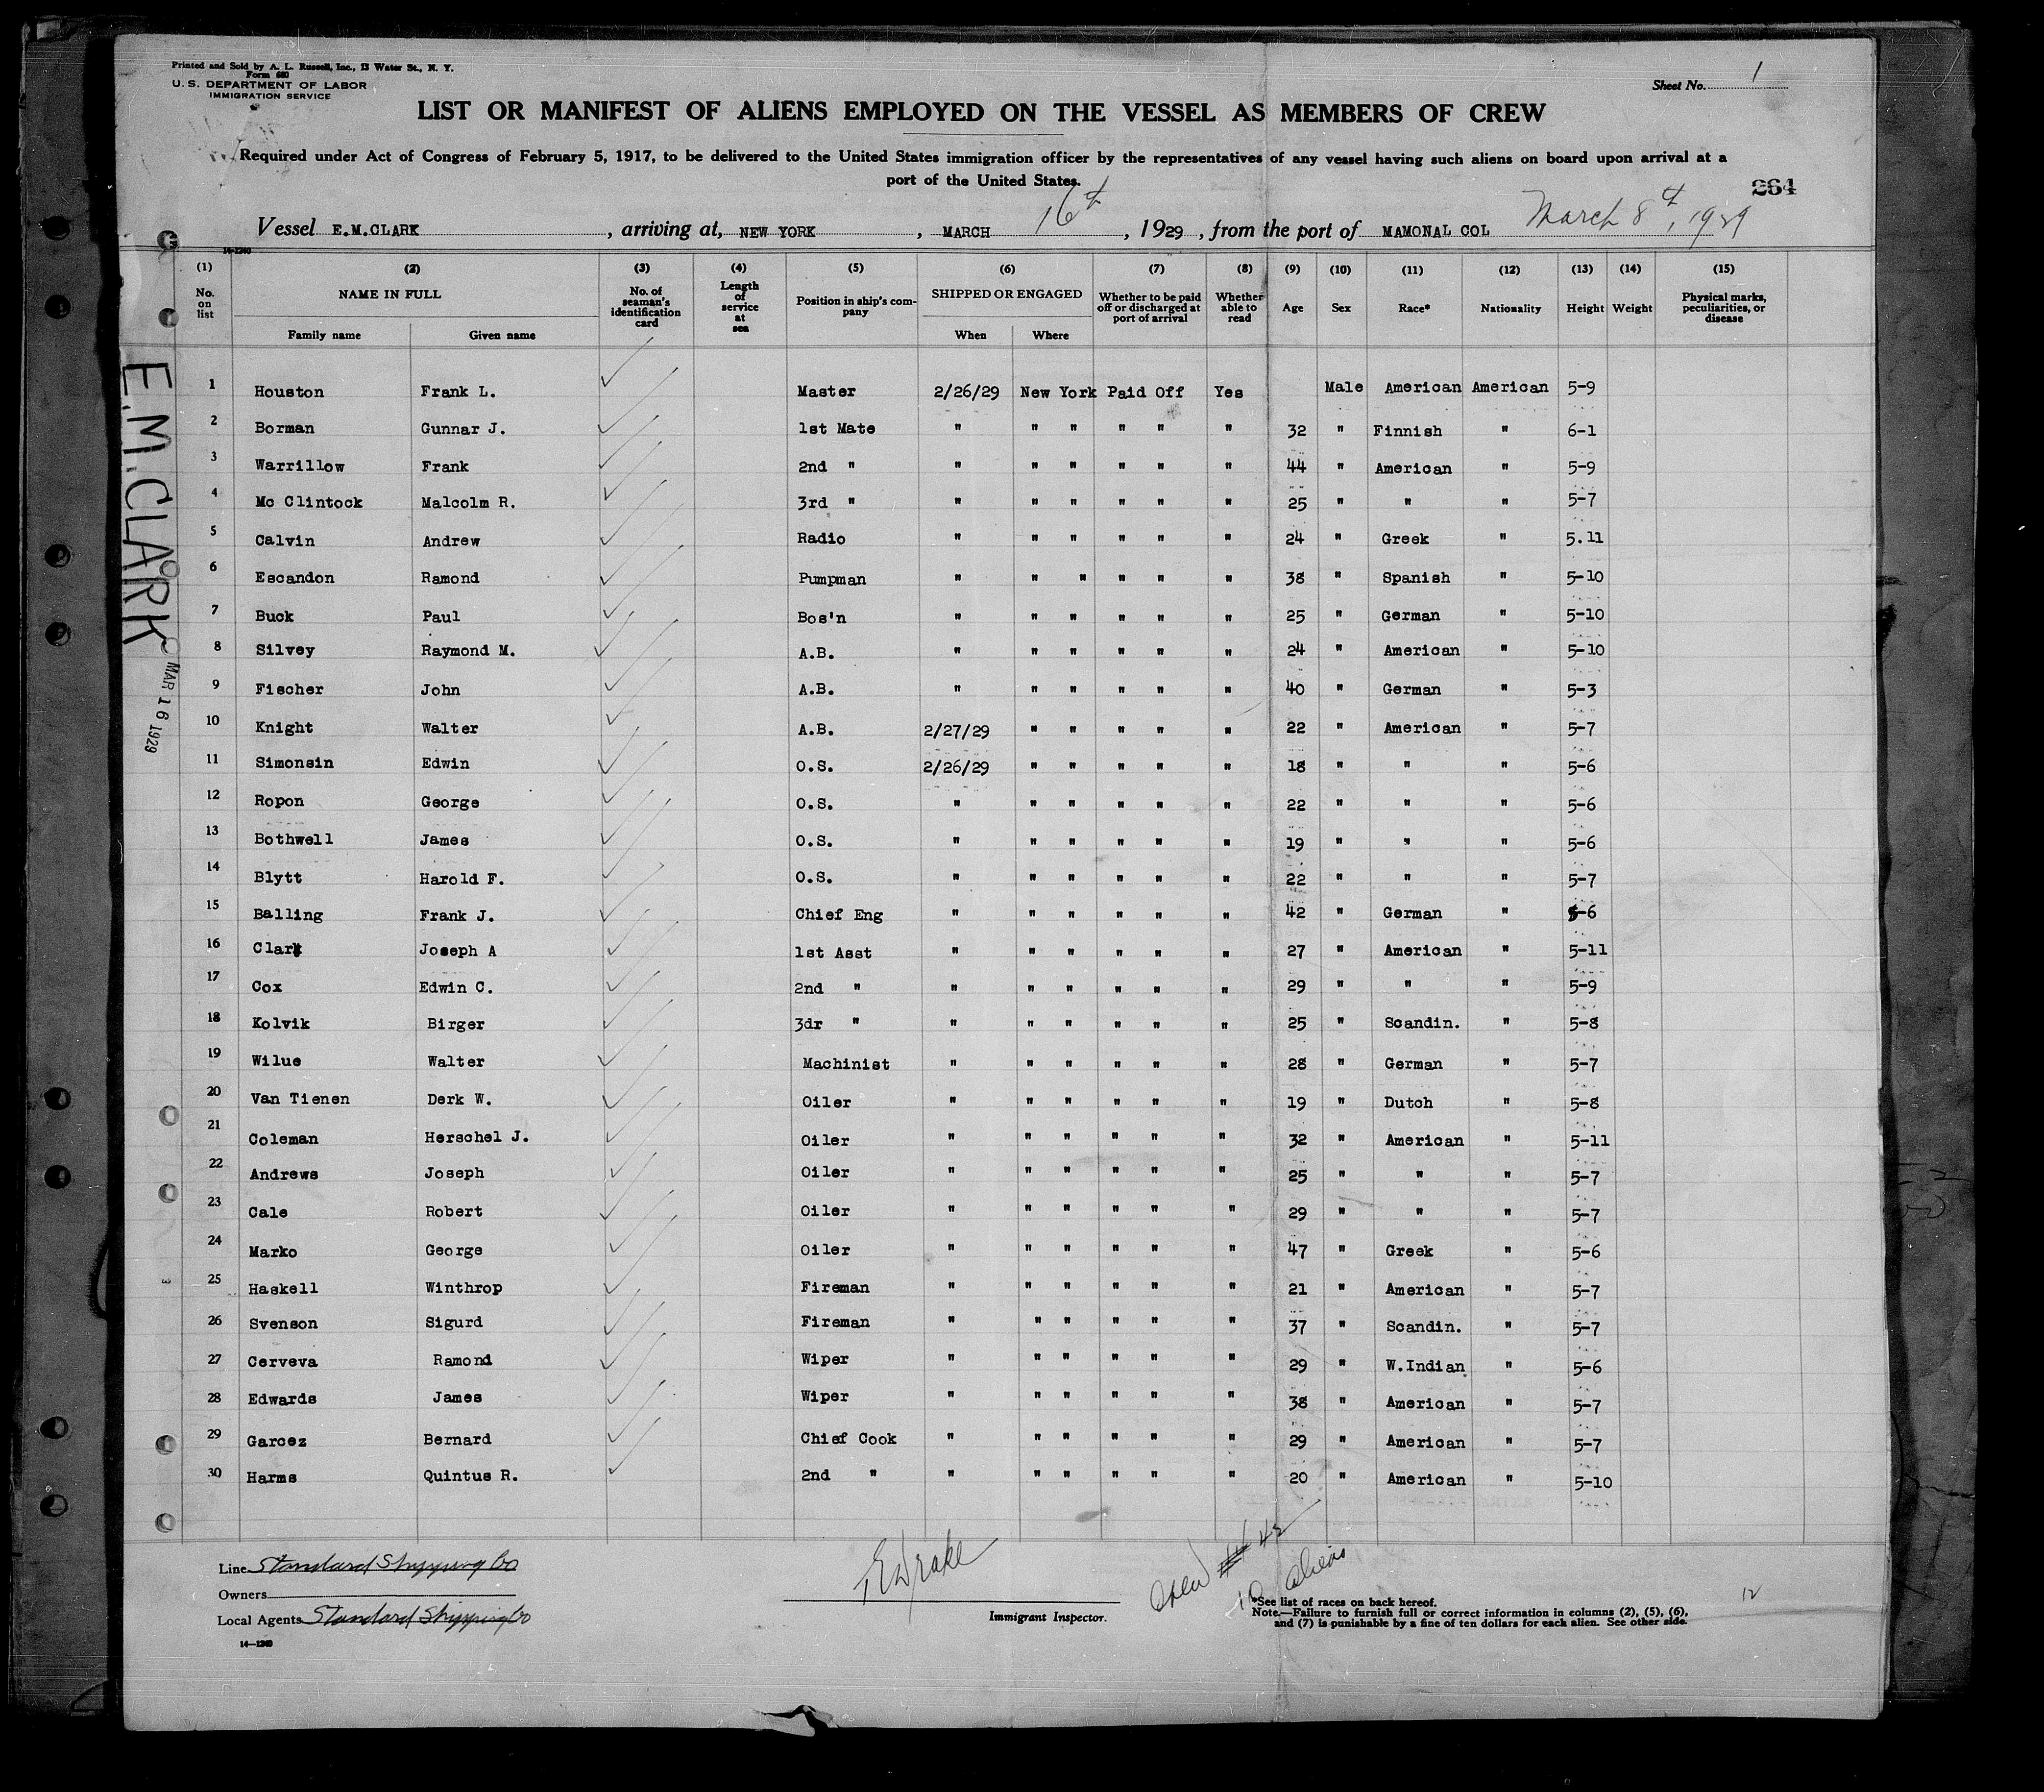 Printed and Sold by A. L. Russell, Inc., 13 Water St., N. Y.
Form 680
U. S. DEPARTMENT OF LABOR
IMMIGRATION SERVICE
Sheet No. 1
LIST OR MANIFEST OF ALIENS EMPLOYED ON THE VESSEL AS MEMBERS OF CREW
Required under Act of Congress of February 5, 1917, to be delivered to the United States immigration officer by the representatives of any vessel having such aliens on board upon arrival at a
port of the United States.
264
Vessel E.M.CLARK, arriving at, NEW YORK, MARCH 16th, 1929, from the port of MAMONAL COL March 8th, 1929
14-1240
(1) (2) (3) (4) (5) (6) (7) (8) (9) (10) (11) (12) (13) (14) (15)
No. on list NAME IN FULL No. of seaman's identification card Length of service at sea Position in ship's company SHIPPED OR ENGAGED Whether to be paid off or discharged at port of arrival Whether able to read Age Sex Race* Nationality Height Weight Physical marks, peculiarities, or disease
Family name Given name When Where
1 Houston Frank L. Master 2/26/29 New York Paid Off Yes Male American American 5-9
2 Borman Gunnar J. 1st Mate " " " " " " 32 " Finnish " 6-1
3 Warrillow Frank 2nd " " " " " " " 44 " American " 5-9
4 Mc Clintock Malcolm R. 3rd " " " " " " " 25 " " " 5-7
5 Calvin Andrew Radio " " " " " " 24 " Greek " 5.11
6 Escandon Ramond Pumpman " " " " " " 38 " Spanish " 5-10
7 Buck Paul Bos'n " " " " " " 25 " German " 5-10
8 Silvey Raymond M. A.B. " " " " " " 24 " American " 5-10
9 Fischer John A.B. " " " " " " 40 " German " 5-3
10 Knight Walter A.B. 2/27/29 " " " " " 22 " American " 5-7
11 Simonsin Edwin O.S. 2/26/29 " " " " " 18 " " " 5-6
12 Ropon George O.S. " " " " " " 22 " " " 5-6
13 Bothwell James O.S. " " " " " " 19 " " " 5-6
14 Blytt Harold F. O.S. " " " " " " 22 " " " 5-7
15 Balling Frank J. Chief Eng " " " " " " 42 " German " 5-6
16 Clark Joseph A 1st Asst " " " " " " 27 " American " 5-11
17 Cox Edwin C. 2nd " " " " " " " 29 " " " 5-9
18 Kolvik Birger 3dr " " " " " " " 25 " Scandin. " 5-8
19 Wilue Walter Machinist " " " " " " 28 " German " 5-7
20 Van Tienen Derk W. Oiler " " " " " " 19 " Dutch " 5-8
21 Coleman Herschel J. Oiler " " " " " " 32 " American " 5-11
22 Andrews Joseph Oiler " " " " " " 25 " " " 5-7
23 Cale Robert Oiler " " " " " " 29 " " " 5-7
24 Marko George Oiler " " " " " " 47 " Greek " 5-6
25 Haskell Winthrop Fireman " " " " " " 21 " American " 5-7
26 Svenson Sigurd Fireman " " " " " " 37 " Scandin. " 5-7
27 Cerveva Ramond Wiper " " " " " " 29 " W.Indian " 5-6
28 Edwards James Wiper " " " " " " 38 " American " 5-7
29 Garcez Bernard Chief Cook " " " " " " 29 " American " 5-7
30 Harms Quintus R. 2nd " " " " " " " 20 " American " 5-10
E.M.CLARK
MAR 16 1929
Line Standard Shipping Co
Owners
Local Agents Standard Shipping Co
14-1240
Drake
Immigrant Inspector.
Crew 42
aliens
12
*See list of races on back hereof.
Note.—Failure to furnish full or correct information in columns (2), (5), (6),
and (7) is punishable by a fine of ten dollars for each alien. See other side.